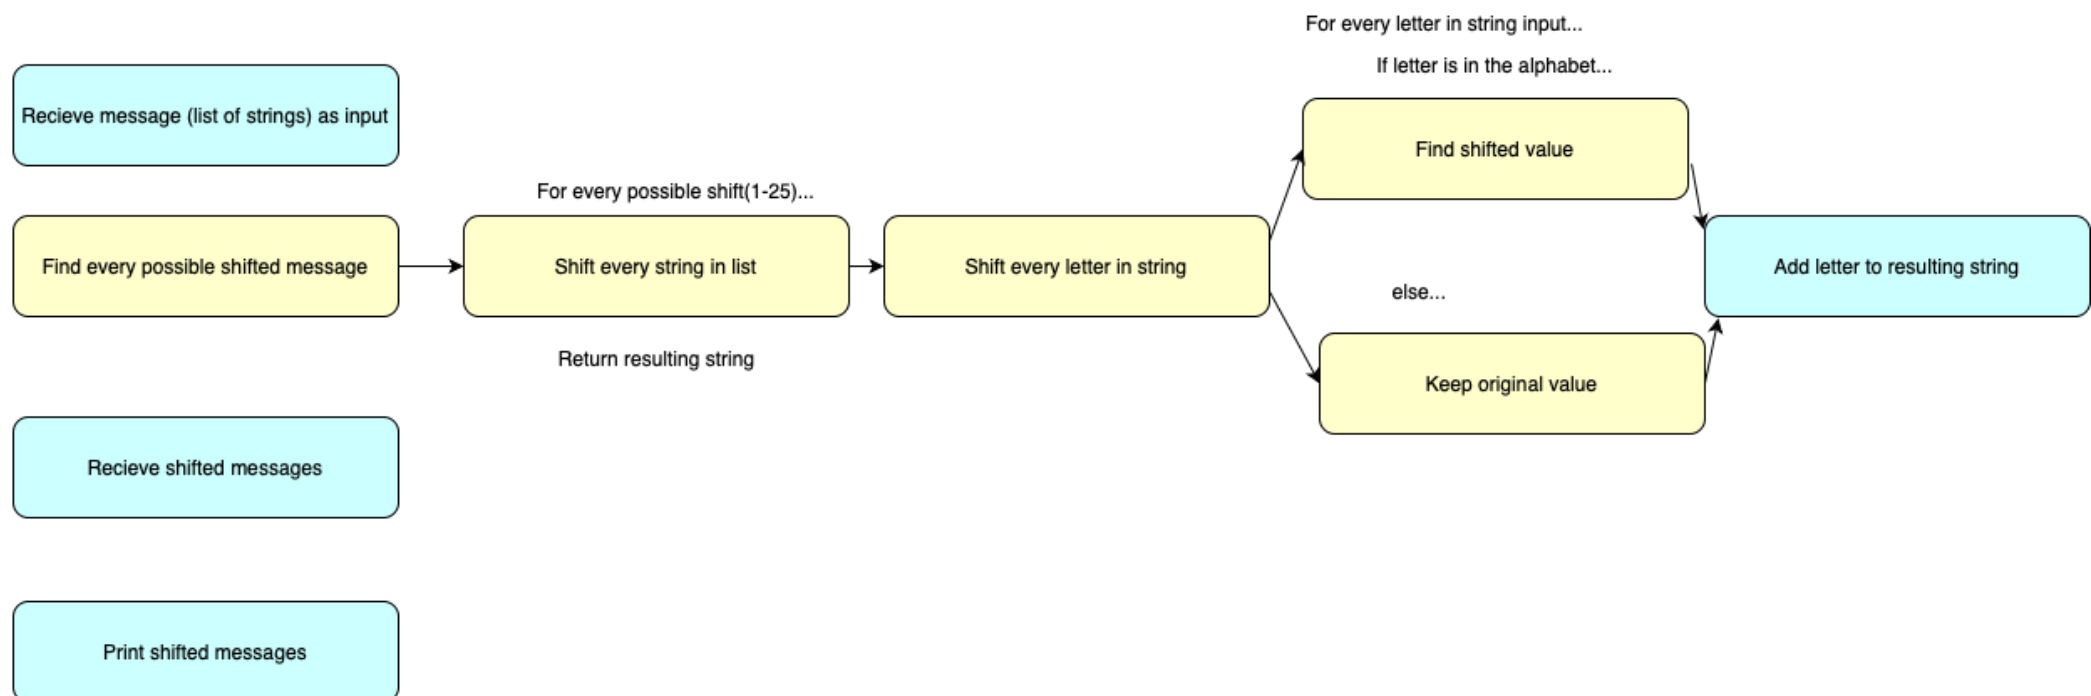 For every letter in string input...
If letter is in the alphabet...
Recieve message (list of strings) as input
Find shifted value
For every possible shift(1-25)...
Find every possible shifted message
Shift every string in list
Shift every letter in string
Add letter to resulting string
else...
Return resulting string
Keep original value
Recieve shifted messages
Print shifted messages